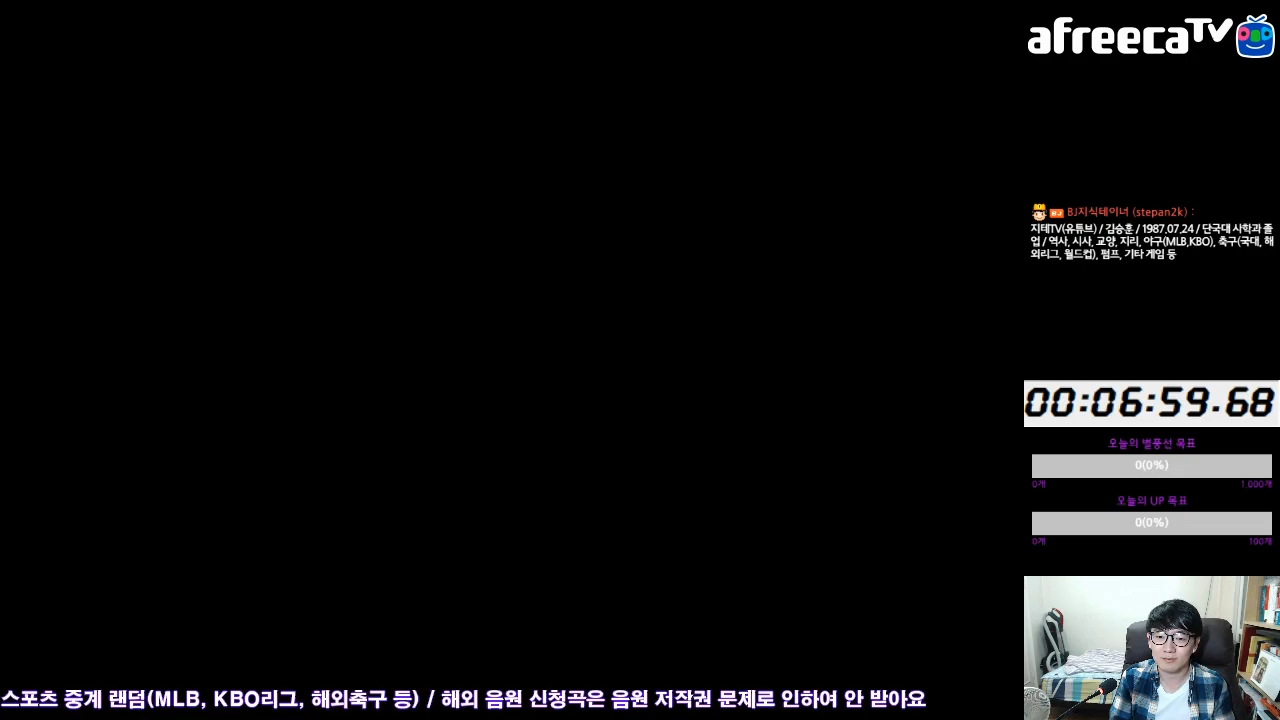 afreecaTV
BJ BJ지식테이너 (stepan2k) :
지테TV(유튜브) / 김승훈 / 1987.07.24 / 단국대 사학과 졸
업 / 역사, 시사, 교양, 지리, 야구(MLB,KBO), 축구(국대, 해
외리그, 월드컵), 펌프, 기타 게임 등
00:06:59.68
오늘의 별풍선 목표
0(0%)
0개 1,000개
오늘의 UP 목표
0(0%)
0개 100개
스포츠 중계 랜덤(MLB, KBO리그, 해외축구 등) / 해외 음원 신청곡은 음원 저작권 문제로 인하여 안 받아요